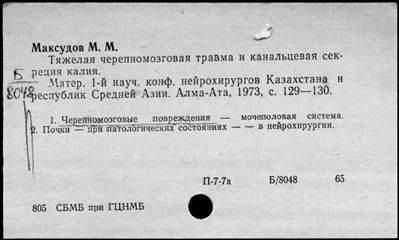 Максудов М. М.
Тяжелая черепномозговая травма и канальцевая сек-
реция калия.
Матер. 1-й науч. конф. нейрохирургов Казахстана и
республик Средней Азии. Алма-Ата, 1973, с. 129—130.
Б
8048
1. Черепномозговые повреждения — мочеполовая система.
2. Почки — при патологических состояниях — — в нейрохирургии.
П-7-7а Б/8048 65
805 СБМБ при ГЦНМБ